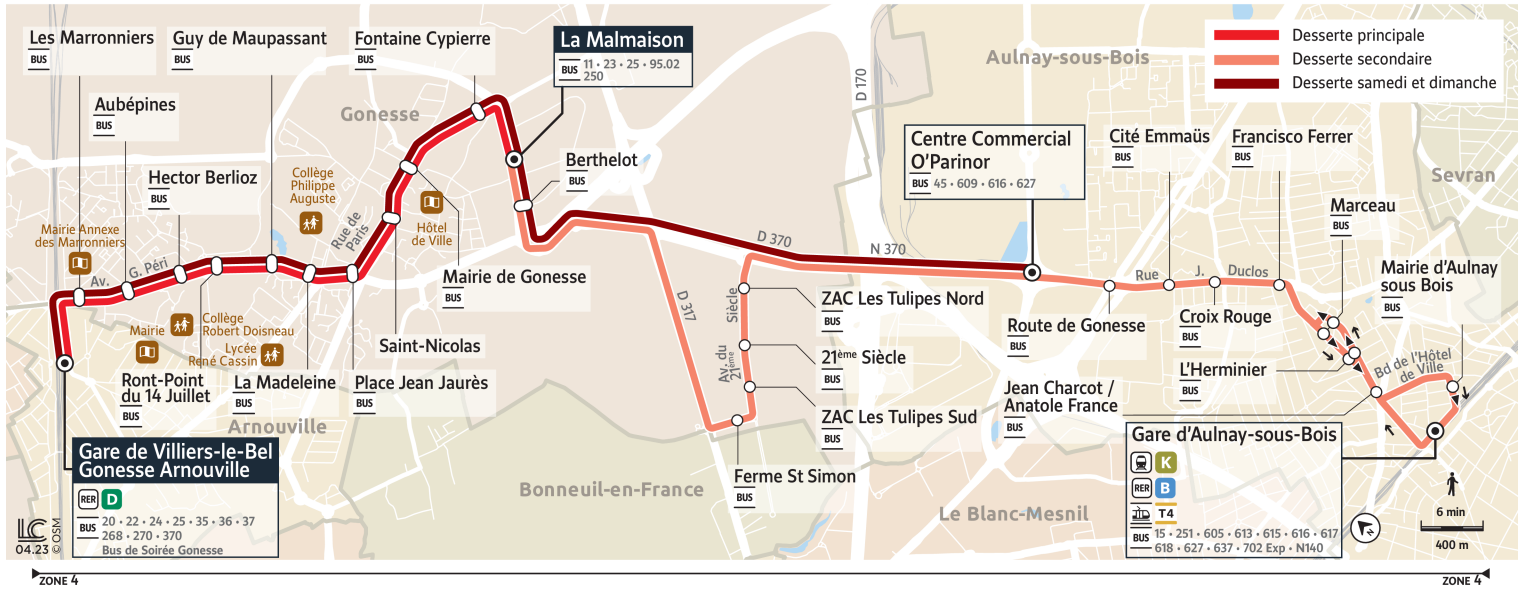 Les Marronniers
BUS
Guy de Maupassant
BUS
Fontaine Cypierre
BUS
La Malmaison
BUS 11 • 23 • 25 • 95.02
250
D 170
Aulnay-sous-Bois
Desserte principale
Desserte secondaire
Desserte samedi et dimanche
Aubépines
BUS
Gonesse
Centre Commercial
O'Parinor
BUS 45 • 609 • 616 • 627
Cité Emmaüs
BUS
Francisco Ferrer
BUS
Hector Berlioz
BUS
Collège
Philippe
Auguste
Berthelot
BUS
Sevran
Marceau
BUS
Mairie Annexe
des Marronniers
Rue de
Paris
Hôtel
de Ville
Av. G. Péri
D 370
N 370
Rue J. Duclos
Mairie de Gonesse
BUS
Mairie d'Aulnay
sous Bois
BUS
D 317
Siècle
Av. du
21ème
ZAC Les Tulipes Nord
BUS
21ème Siècle
BUS
ZAC Les Tulipes Sud
BUS
Route de Gonesse
BUS
Croix Rouge
BUS
L'Herminier
BUS
Bd de l'Hôtel
de Ville
Mairie
Collège
Robert Doisneau
Lycée
René Cassin
Saint-Nicolas
BUS
Ront-Point
du 14 Juillet
BUS
La Madeleine
BUS
Place Jean Jaurès
BUS
Jean Charcot /
Anatole France
BUS
Arnouville
Gare de Villiers-le-Bel
Gonesse Arnouville
RER D
BUS 20 • 22 • 24 • 25 • 35 • 36 • 37
268 • 270 • 370
Bus de Soirée Gonesse
Ferme St Simon
BUS
Bonneuil-en-France
Le Blanc-Mesnil
Gare d'Aulnay-sous-Bois
K
RER B
T4
BUS 15 • 251 • 605 • 613 • 615 • 616 • 617
618 • 627 • 637 • 702 Exp • N140
N
6 min
400 m
LC
04.23
© OSM
ZONE 4
ZONE 4